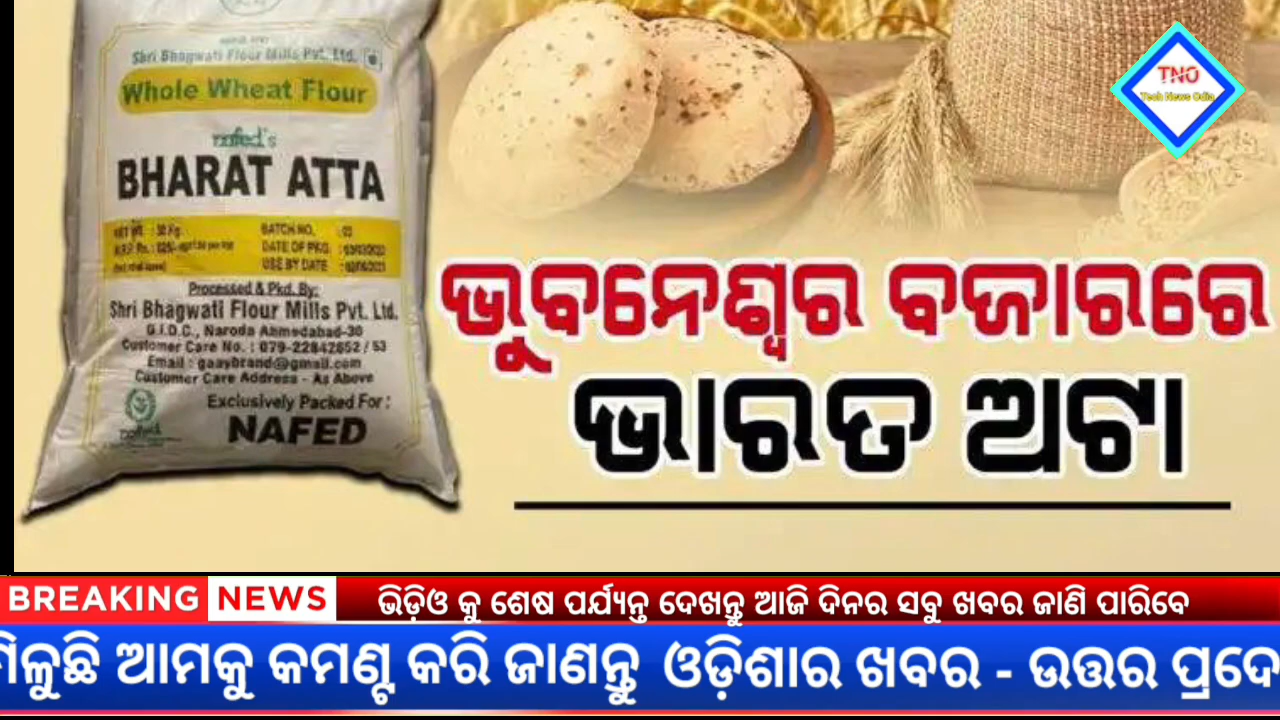 Shri Bhagwati Flour Mills Pvt. Ltd.
Whole Wheat Flour
nafed's
BHARAT ATTA
BATCH NO. : 03
DATE OF PKG. :
USE BY DATE :
Processed & Pkd. By:
Shri Bhagwati Flour Mills Pvt. Ltd.
G.I.D.C., Naroda Ahmedabad-30
Customer Care No. : 079-22842852 / 53
Email : gaaybrand@gmail.com
Customer Care Address - As Above
Exclusively Packed For :
nafed
NAFED
TNO
Tech News Odia
ଭୁବନେଶ୍ୱର ବଜାରରେ
ଭାରତ ଅଟା
BREAKING NEWS
ଭିଡ଼ିଓ କୁ ଶେଷ ପର୍ଯ୍ୟନ୍ତ ଦେଖନ୍ତୁ ଆଜି ଦିନର ସବୁ ଖବର ଜାଣି ପାରିବେ
ମିଳୁଛି ଆମକୁ କମଣ୍ଟ କରି ଜାଣନ୍ତୁ ଓଡ଼ିଶାର ଖବର - ଉତ୍ତର ପ୍ରଦେ